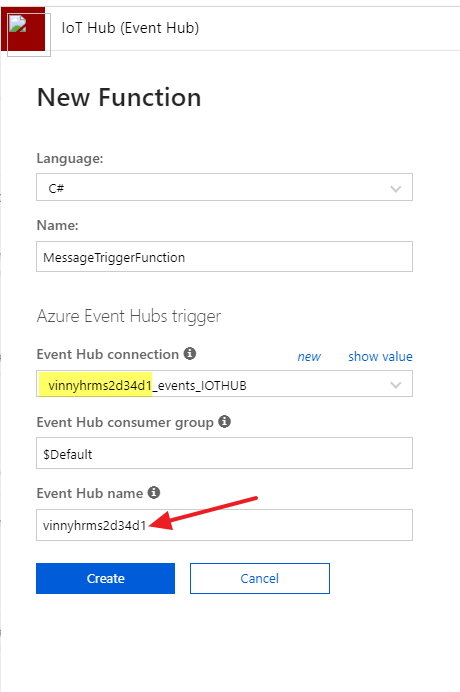 IoT Hub (Event Hub)
New Function
Language:
C#
Name:
MessageTriggerFunction
Azure Event Hubs trigger
Event Hub connection new show value
vinnyhrms2d34d1_events_IOTHUB
Event Hub consumer group
$Default
Event Hub name
vinnyhrms2d34d1
Create Cancel